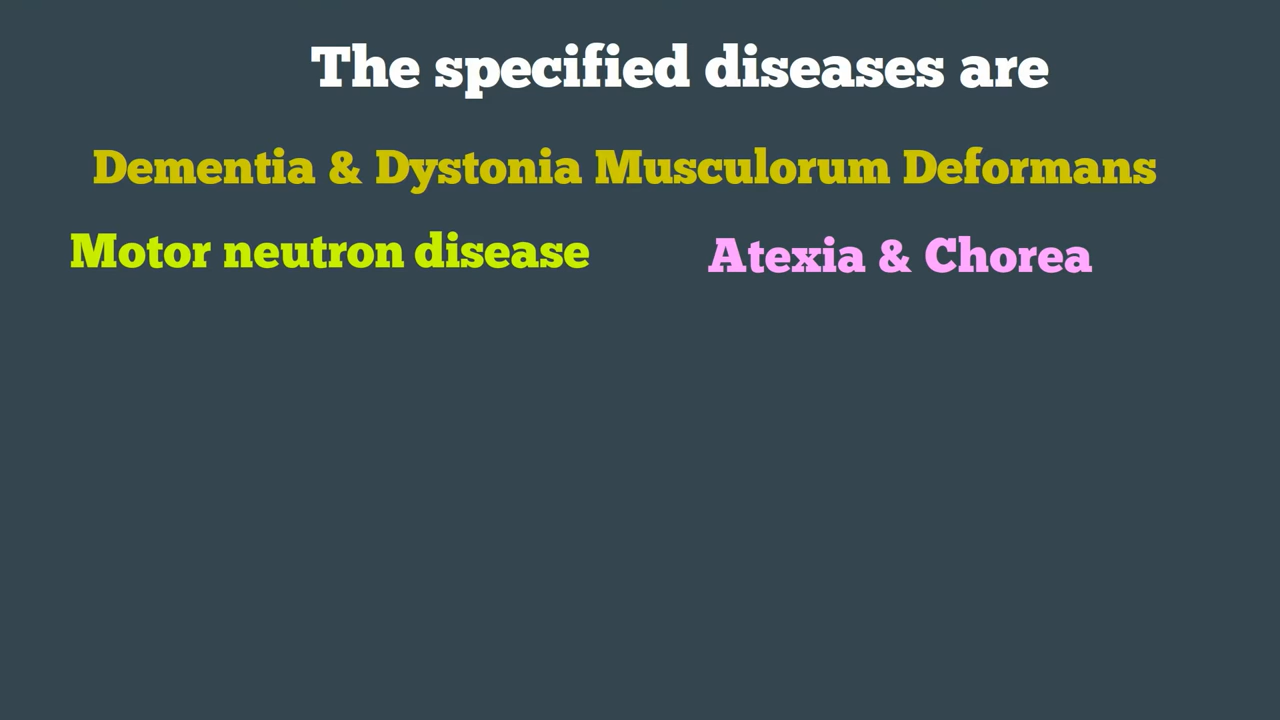 The specified diseases are
Dementia & Dystonia Musculorum Deformans
Motor neutron disease
Atexia & Chorea